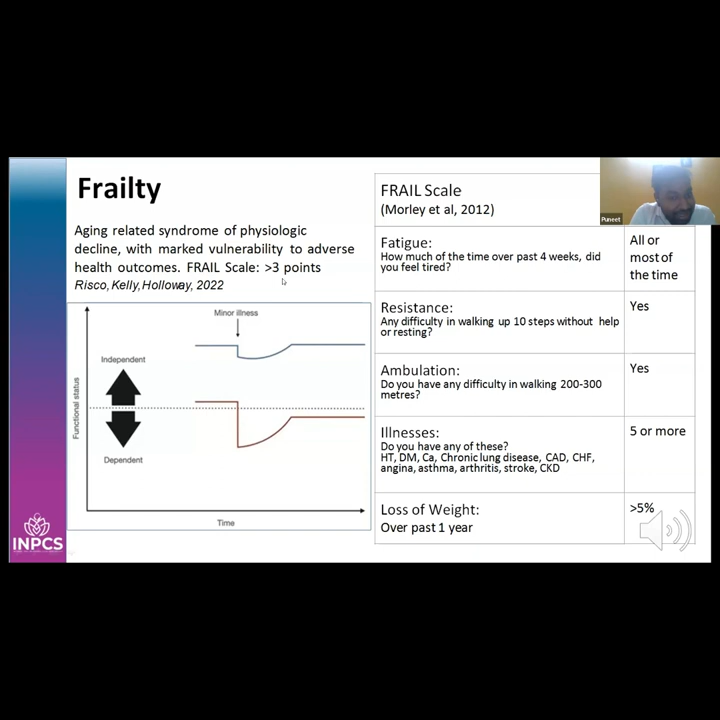 Frailty
Aging related syndrome of physiologic
decline, with marked vulnerability to adverse
health outcomes. FRAIL Scale: >3 points
Risco, Kelly, Holloway, 2022
Minor illness
Independent
Functional status
Dependent
Time
INPCS
FRAIL Scale
(Morley et al, 2012)
Puneet
Fatigue:
How much of the time over past 4 weeks, did
you feel tired?
All or
most of
the time
Resistance:
Any difficulty in walking up 10 steps without help
or resting?
Yes
Ambulation:
Do you have any difficulty in walking 200-300
metres?
Yes
Illnesses:
Do you have any of these?
HT, DM, Ca, Chronic lung disease, CAD, CHF,
angina, asthma, arthritis, stroke, CKD
5 or more
Loss of Weight:
Over past 1 year
>5%